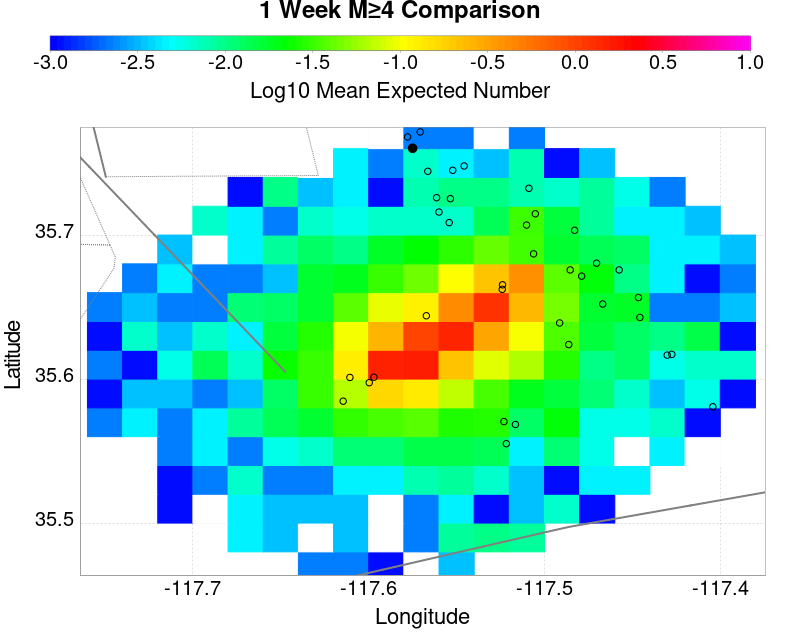 1 Week M≥4 Comparison
-3.0 -2.5 -2.0 -1.5 -1.0 -0.5 0.0 0.5 1.0
Log10 Mean Expected Number
35.7
35.6
35.5
Latitude
-117.7 -117.6 -117.5 -117.4
Longitude